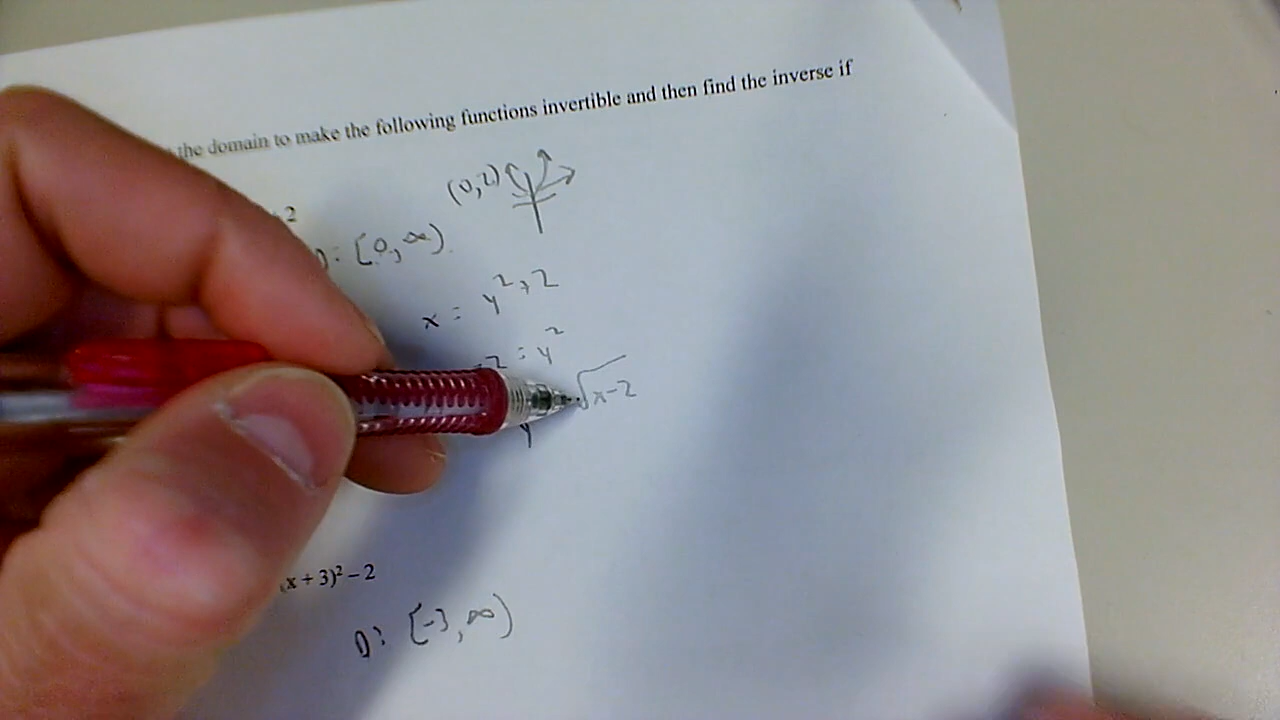 the domain to make the following functions invertible and then find the inverse if
(0,2)
2
D: [0,∞)
x = y²+2
-2 = y²
y √x-2
x + 3)² – 2
D: [-3,∞)